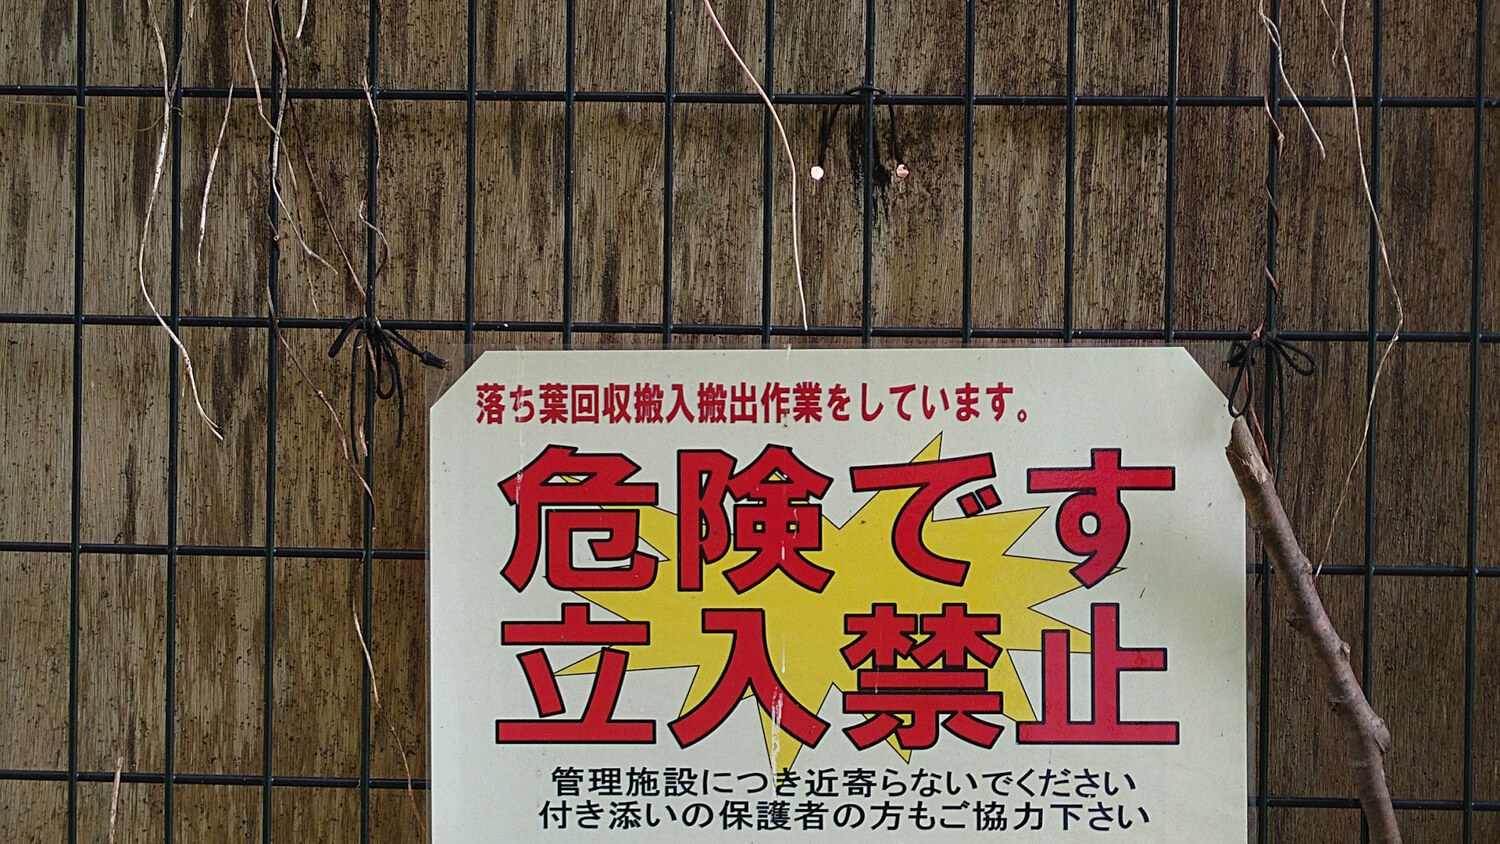 落ち葉回収搬入搬出作業をしています。
危険です
立入禁止
管理施設につき近寄らないでください
付き添いの保護者の方もご協力下さい